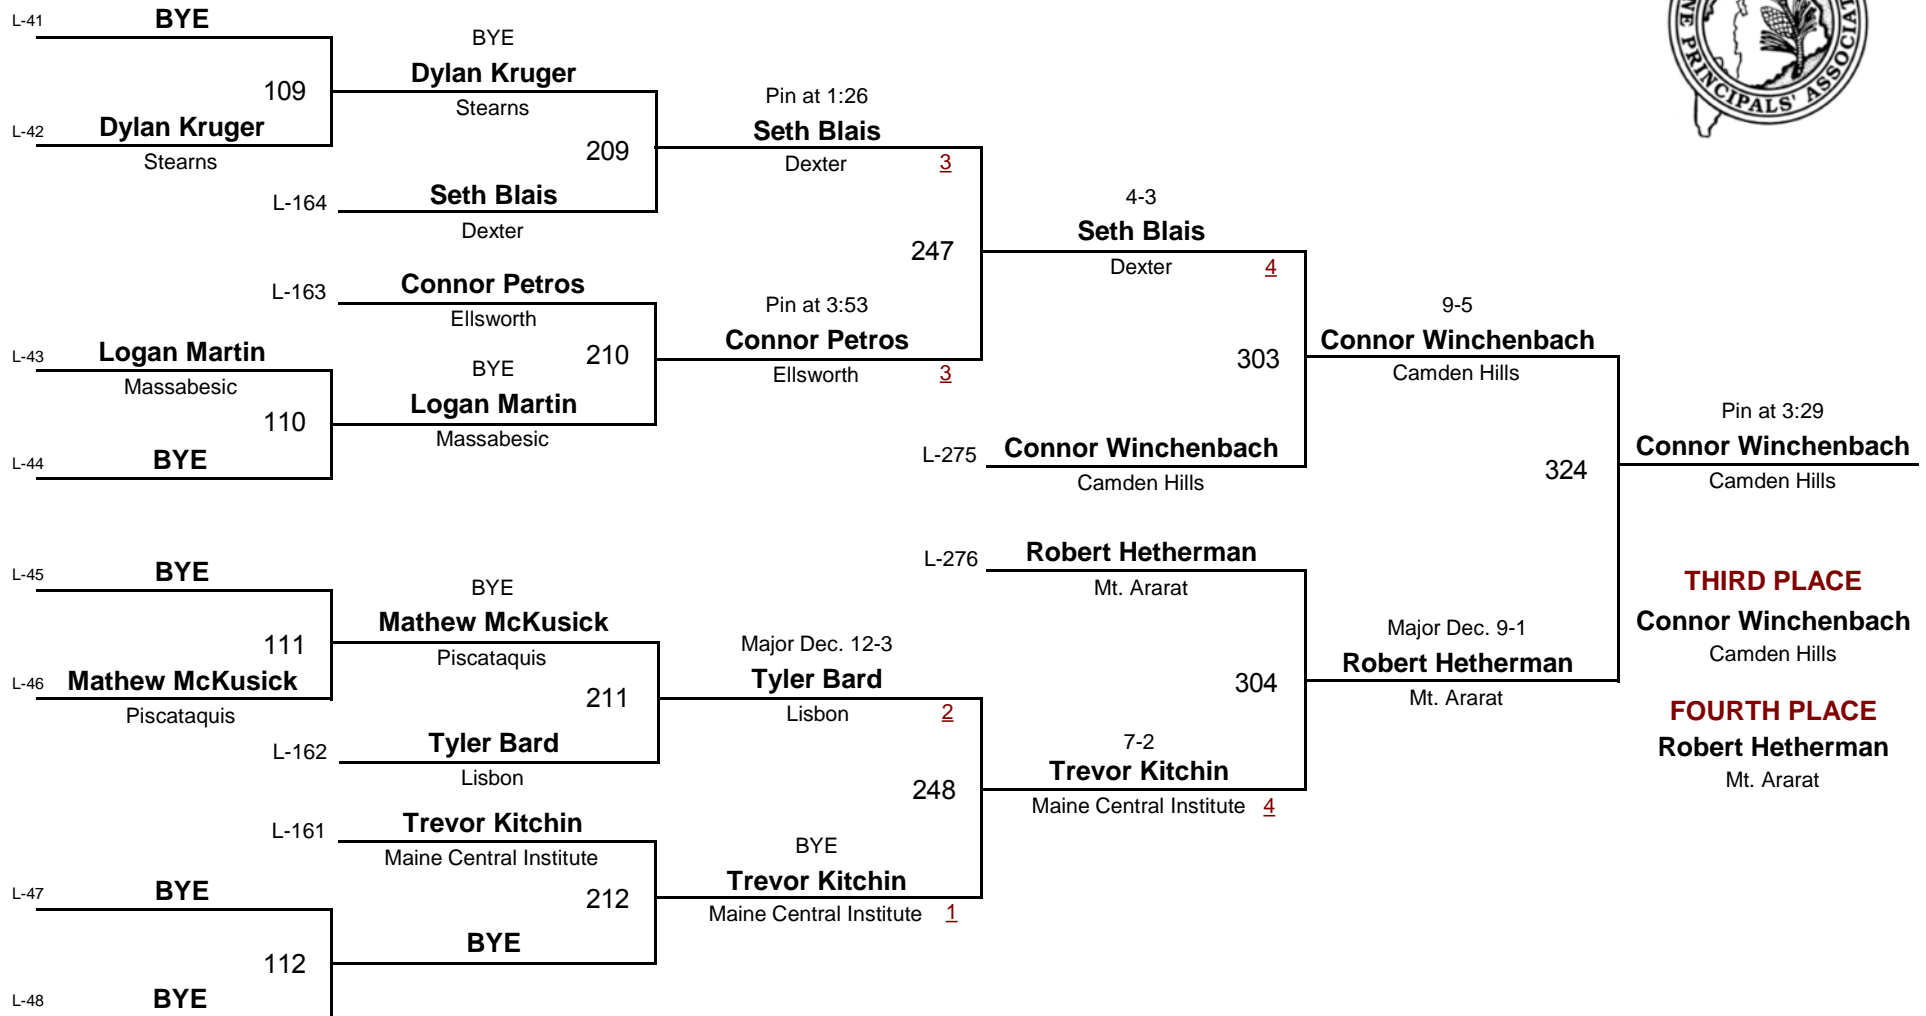 L-41 BYE
109
L-42 Dylan Kruger
Stearns
BYE
Dylan Kruger
Stearns
209
L-164 Seth Blais
Dexter
Pin at 1:26
Seth Blais
Dexter 3
247
L-163 Connor Petros
Ellsworth
L-43 Logan Martin
Massabesic
110
L-44 BYE
BYE
Logan Martin
Massabesic
210
Pin at 3:53
Connor Petros
Ellsworth 3
4-3
Seth Blais
Dexter 4
303
L-275 Connor Winchenbach
Camden Hills
9-5
Connor Winchenbach
Camden Hills
324
L-45 BYE
111
L-46 Mathew McKusick
Piscataquis
BYE
Mathew McKusick
Piscataquis
211
L-162 Tyler Bard
Lisbon
Major Dec. 12-3
Tyler Bard
Lisbon 2
248
L-161 Trevor Kitchin
Maine Central Institute
L-47 BYE
112
L-48 BYE
212
BYE
BYE
Trevor Kitchin
Maine Central Institute 1
7-2
Trevor Kitchin
Maine Central Institute 4
L-276 Robert Hetherman
Mt. Ararat
304
Major Dec. 9-1
Robert Hetherman
Mt. Ararat
Pin at 3:29
Connor Winchenbach
Camden Hills
THIRD PLACE
Connor Winchenbach
Camden Hills
FOURTH PLACE
Robert Hetherman
Mt. Ararat
PRINCIPALS'